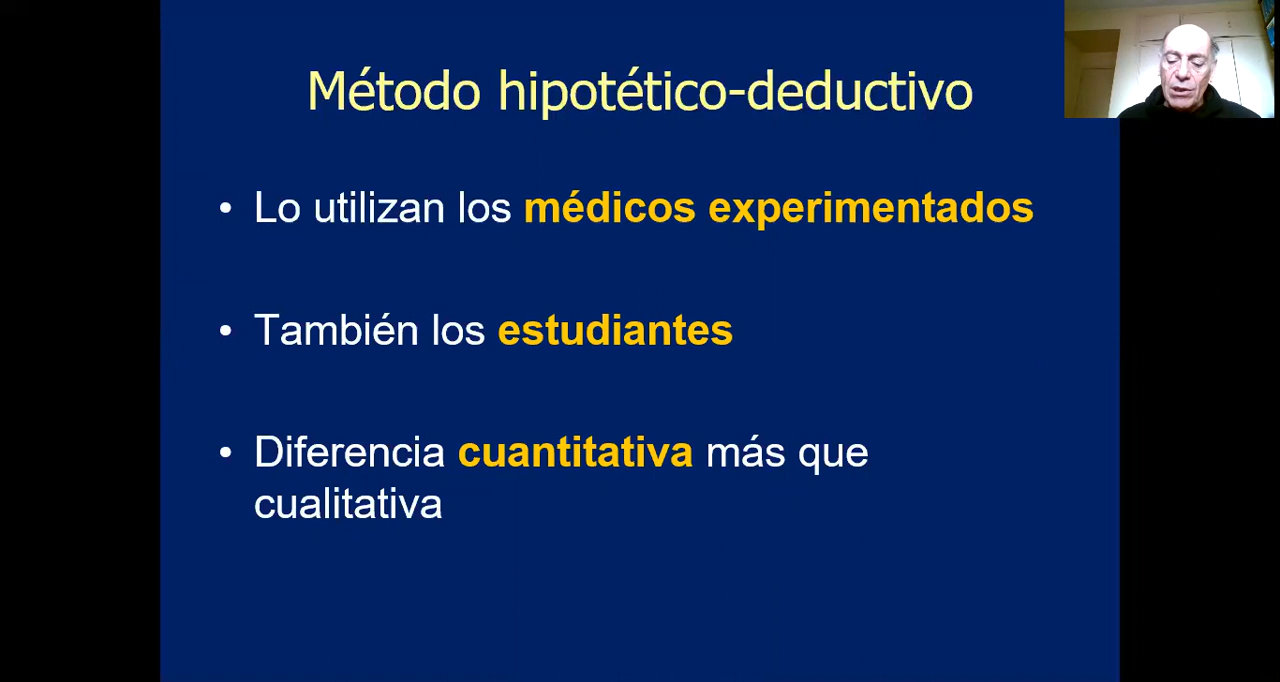 Método hipotético-deductivo
• Lo utilizan los médicos experimentados
• También los estudiantes
• Diferencia cuantitativa más que
cualitativa